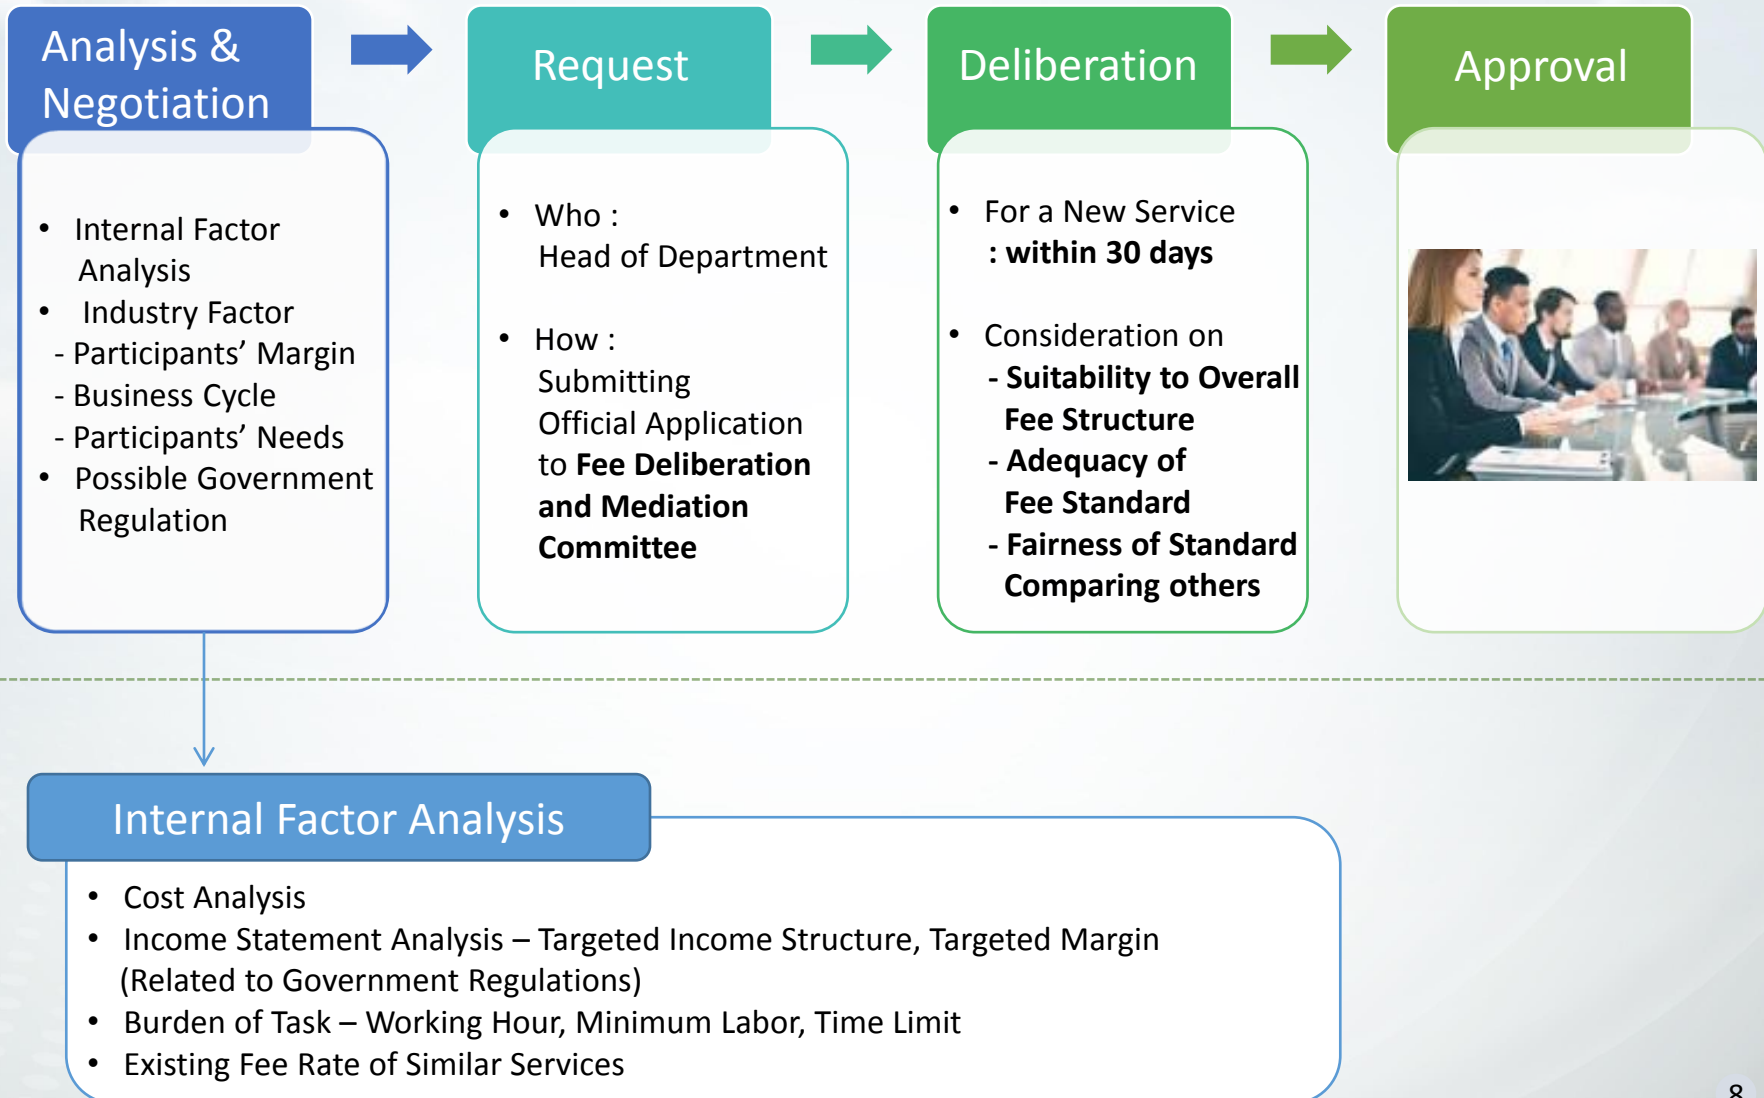 Analysis &
Negotiation
Request
Deliberation
Approval
• Internal Factor
Analysis
• Industry Factor
- Participants’ Margin
- Business Cycle
- Participants’ Needs
• Possible Government
Regulation
• Who :
Head of Department
• How :
Submitting
Official Application
to Fee Deliberation
and Mediation
Committee
• For a New Service
: within 30 days
• Consideration on
- Suitability to Overall
Fee Structure
- Adequacy of
Fee Standard
- Fairness of Standard
Comparing others
Internal Factor Analysis
• Cost Analysis
• Income Statement Analysis – Targeted Income Structure, Targeted Margin
(Related to Government Regulations)
• Burden of Task – Working Hour, Minimum Labor, Time Limit
• Existing Fee Rate of Similar Services
8